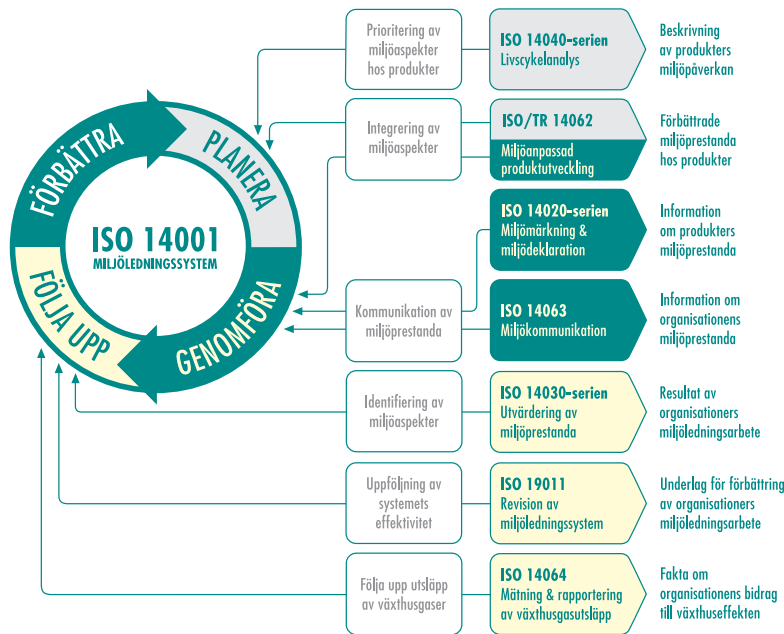 FÖRBÄTTRA
PLANERA
GENOMFÖRA
FÖLJA UPP
ISO 14001
MILJÖLEDNINGSSYSTEM
Prioritering av
miljöaspekter
hos produkter
ISO 14040-serien
Livscykelanalys
Beskrivning
av produkters
miljöpåverkan
Integrering av
miljöaspekter
ISO/TR 14062
Miljöanpassad
produktutveckling
Förbättrade
miljöprestanda
hos produkter
ISO 14020-serien
Miljömärkning &
miljödeklaration
Information
om produkters
miljöprestanda
Kommunikation av
miljöprestanda
ISO 14063
Miljökommunikation
Information om
organisationens
miljöprestanda
Identifiering av
miljöaspekter
ISO 14030-serien
Utvärdering av
miljöprestanda
Resultat av
organisationers
miljöledningsarbete
Uppföljning av
systemets
effektivitet
ISO 19011
Revision av
miljöledningssystem
Underlag för förbättring
av organisationers
miljöledningsarbete
Följa upp utsläpp
av växthusgaser
ISO 14064
Mätning & rapportering
av växthusgasutsläpp
Fakta om
organisationens bidrag
till växthuseffekten